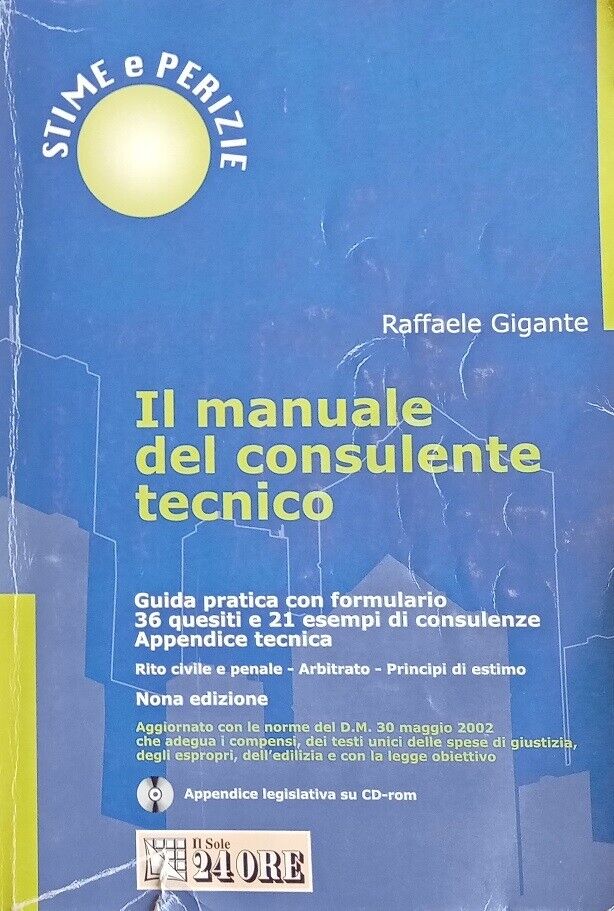 STIME e PERIZIE
Raffaele Gigante
Il manuale
del consulente
tecnico
Guida pratica con formulario
36 quesiti e 21 esempi di consulenze
Appendice tecnica
Rito civile e penale - Arbitrato - Principi di estimo
Nona edizione
Aggiornato con le norme del D.M. 30 maggio 2002
che adegua i compensi, dei testi unici delle spese di giustizia,
degli espropri, dell'edilizia e con la legge obiettivo
Appendice legislativa su CD-rom
Il Sole
24 ORE